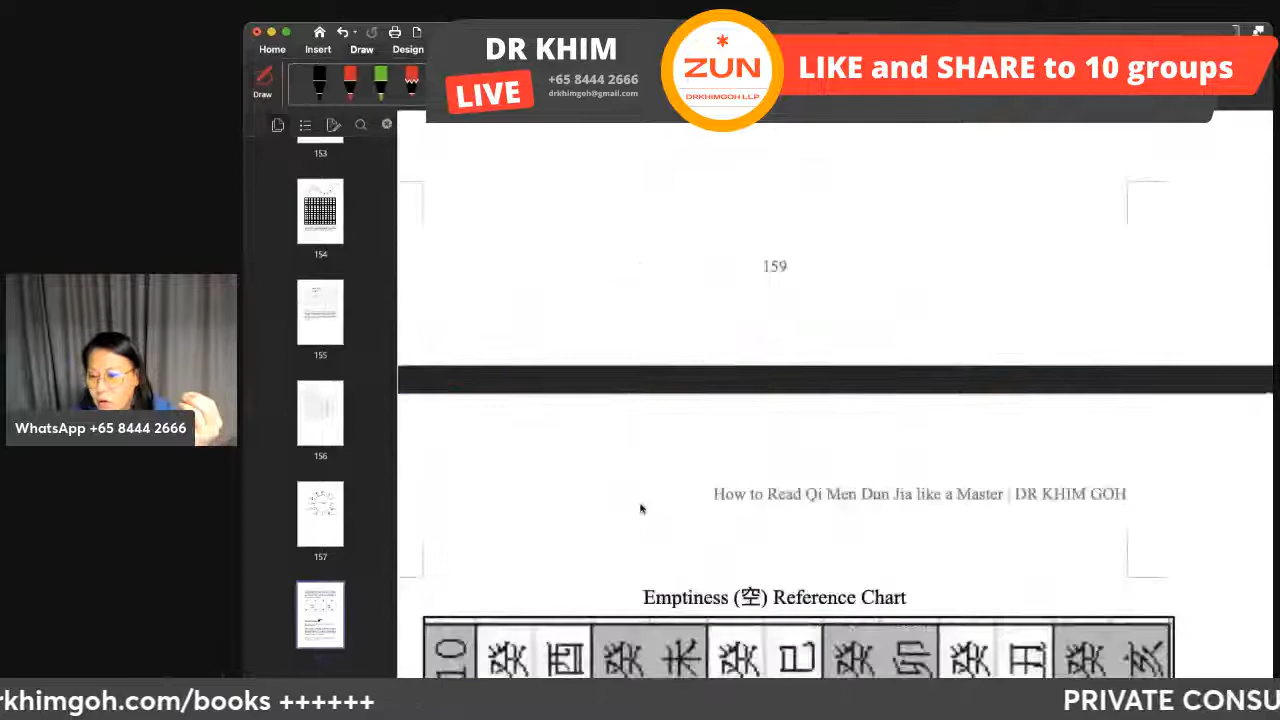 Home Insert Draw Design
DR KHIM
LIVE
+65 8444 2666
drkhimgoh@gmail.com
*
ZUN
DRKHIMGOH LLP
LIKE and SHARE to 10 groups
Draw
153
154
155
156
157
159
How to Read Qi Men Dun Jia like a Master | DR KHIM GOH
Emptiness (空) Reference Chart
10
WhatsApp +65 8444 2666
rkhimgoh.com/books ++++++
PRIVATE CONSU